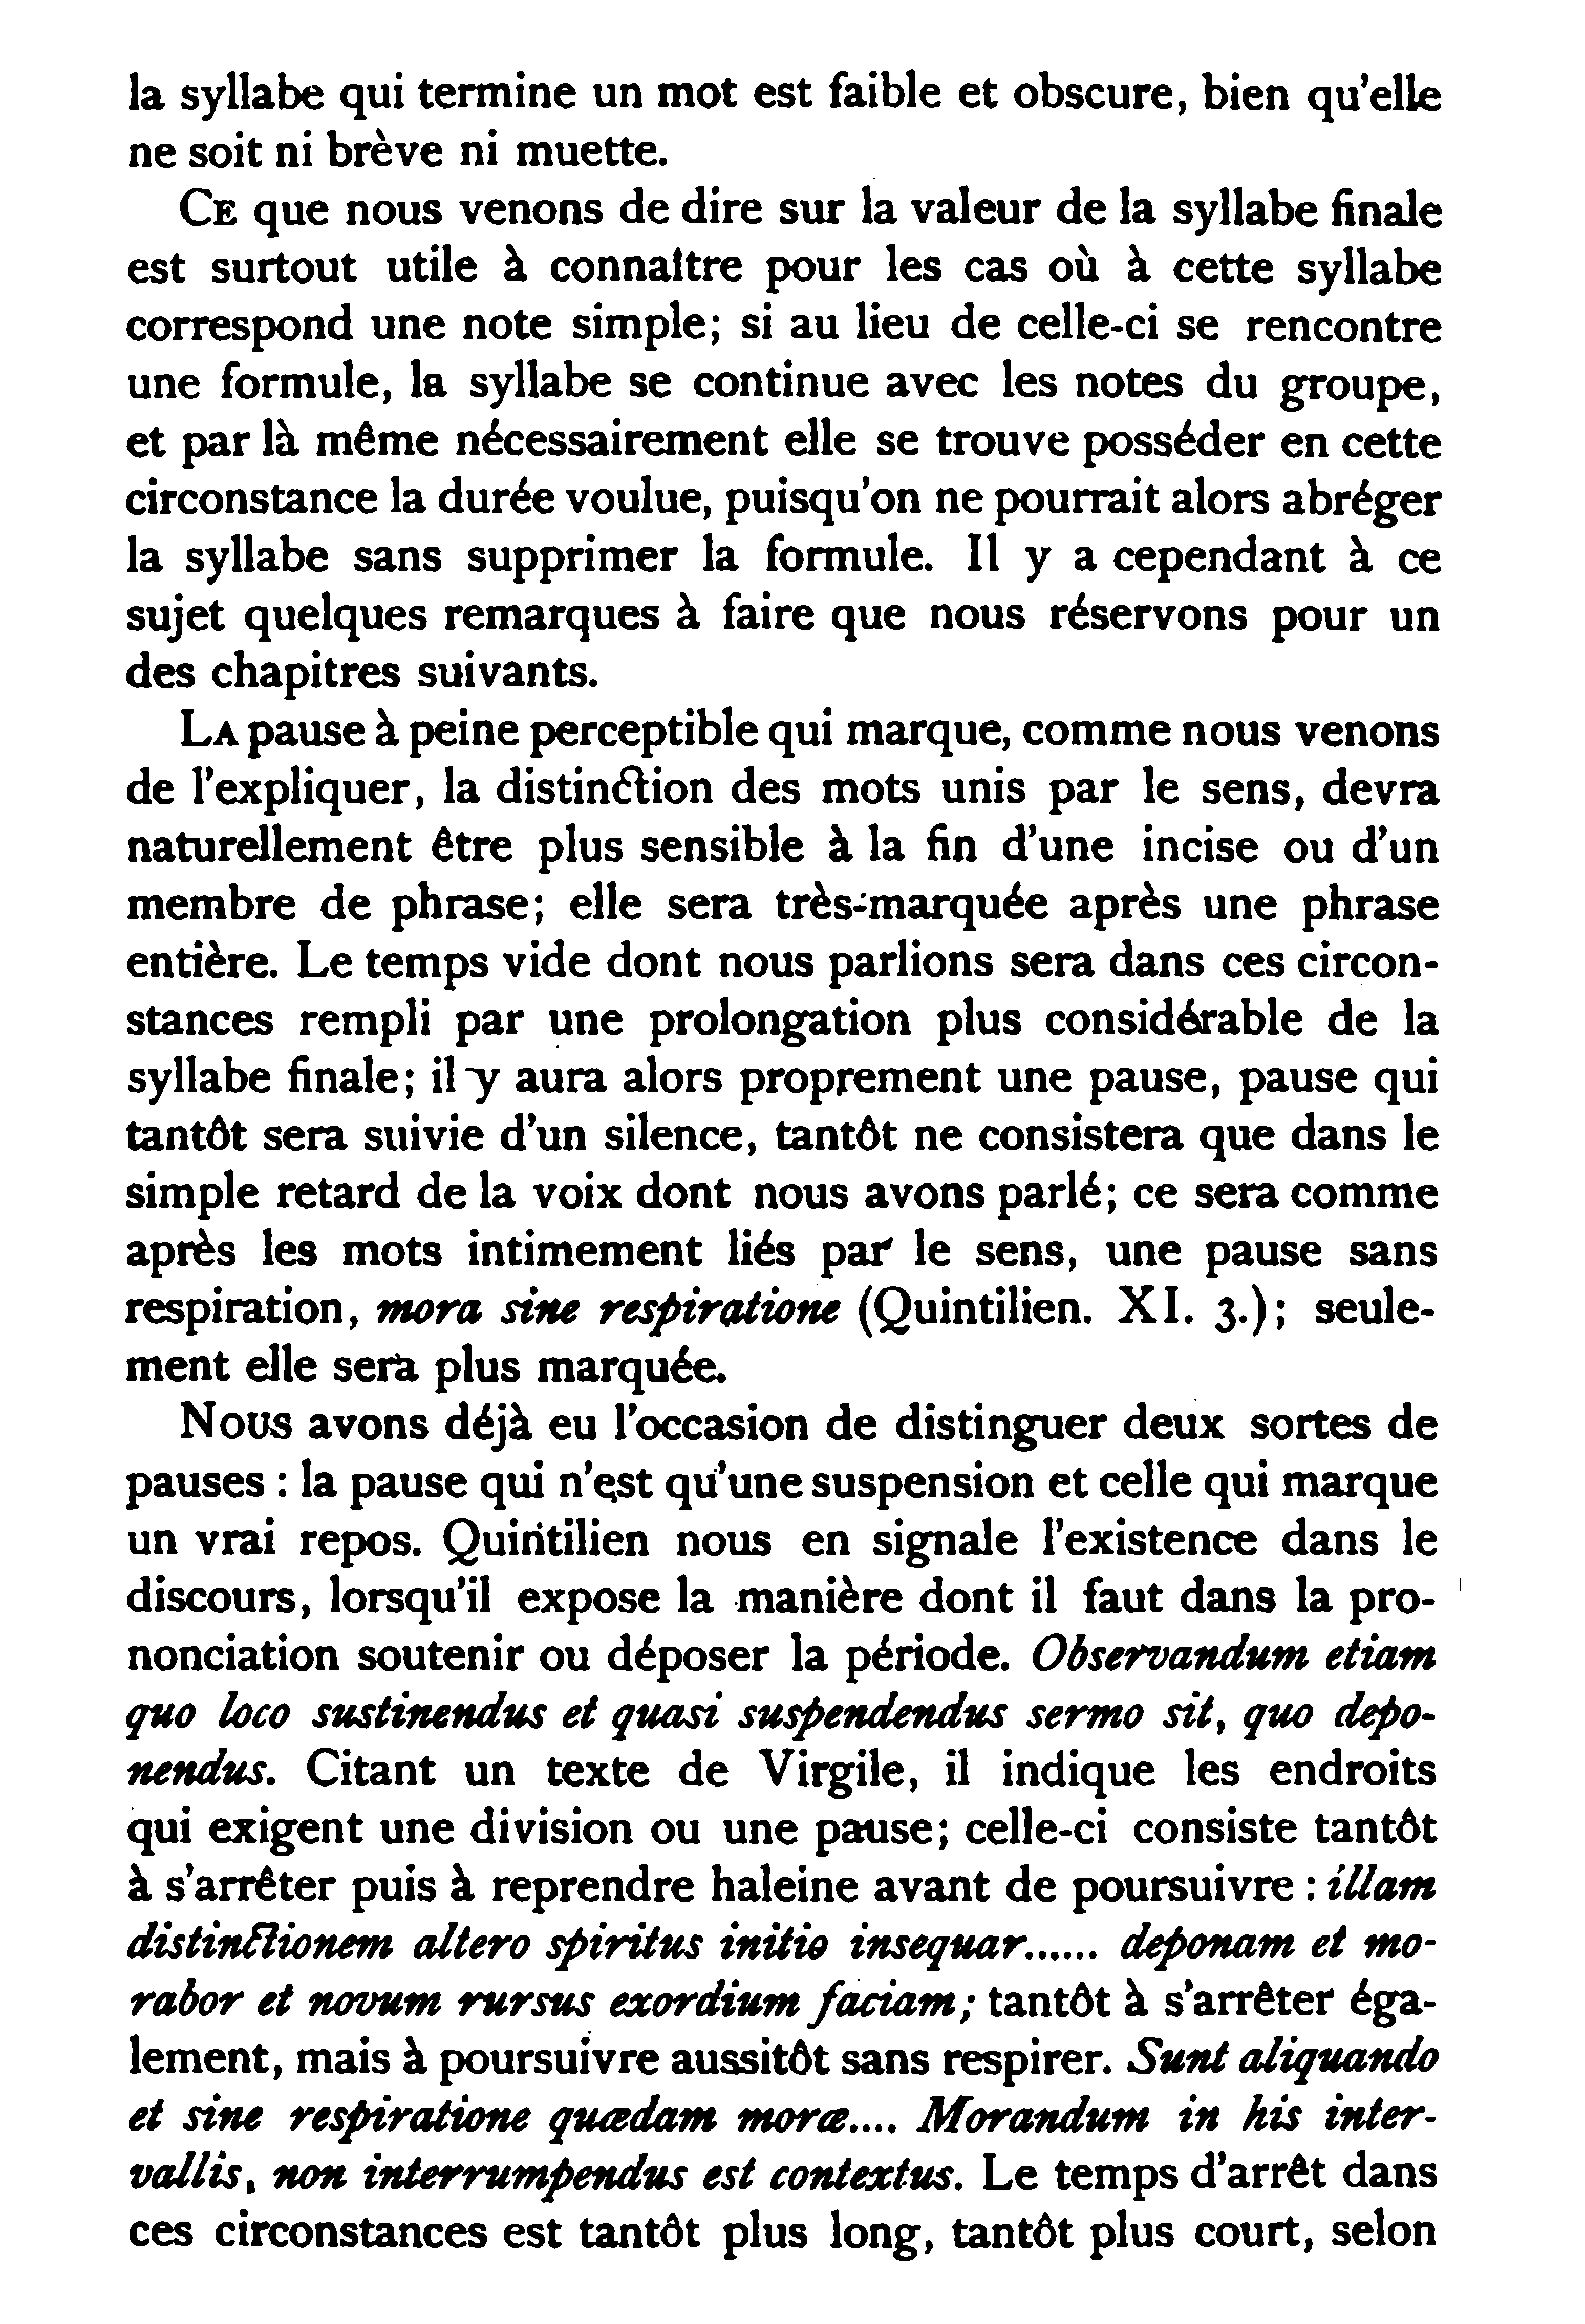 la syllabe qui termine un mot est faible et obscure, bien qu'elle
ne soit ni brève ni muette.
CE que nous venons de dire sur la valeur de la syllabe finale
est surtout utile à connaître pour les cas où à cette syllabe
correspond une note simple; si au lieu de celle-ci se rencontre
une formule, la syllabe se continue avec les notes du groupe,
et par là même nécessairement elle se trouve posséder en cette
circonstance la durée voulue, puisqu'on ne pourrait alors abréger
la syllabe sans supprimer la formule. Il y a cependant à ce
sujet quelques remarques à faire que nous réservons pour un
des chapitres suivants.
LA pause à peine perceptible qui marque, comme nous venons
de l'expliquer, la distinction des mots unis par le sens, devra
naturellement être plus sensible à la fin d'une incise ou d'un
membre de phrase; elle sera très-marquée après une phrase
entière. Le temps vide dont nous parlions sera dans ces circon-
stances rempli par une prolongation plus considérable de la
syllabe finale; il y aura alors proprement une pause, pause qui
tantôt sera suivie d'un silence, tantôt ne consistera que dans le
simple retard de la voix dont nous avons parlé; ce sera comme
après les mots intimement liés par le sens, une pause sans
respiration, mora sine respiratione (Quintilien. XI. 3.); seule-
ment elle sera plus marquée.
NOUS avons déjà eu l'occasion de distinguer deux sortes de
pauses : la pause qui n'est qu'une suspension et celle qui marque
un vrai repos. Quintilien nous en signale l'existence dans le
discours, lorsqu'il expose la manière dont il faut dans la pro-
nonciation soutenir ou déposer la période. Observandum etiam
quo loco sustinendus et quasi suspendendus sermo sit, quo depo-
nendus. Citant un texte de Virgile, il indique les endroits
qui exigent une division ou une pause; celle-ci consiste tantôt
à s'arrêter puis à reprendre haleine avant de poursuivre : illam
distinctionem altero spiritus initio insequar...... deponam et mo-
rabor et novum rursus exordium faciam; tantôt à s'arrêter éga-
lement, mais à poursuivre aussitôt sans respirer. Sunt aliquando
et sine respiratione quædam moræ.... Morandum in his inter-
vallis, non interrumpendus est contextus. Le temps d'arrêt dans
ces circonstances est tantôt plus long, tantôt plus court, selon